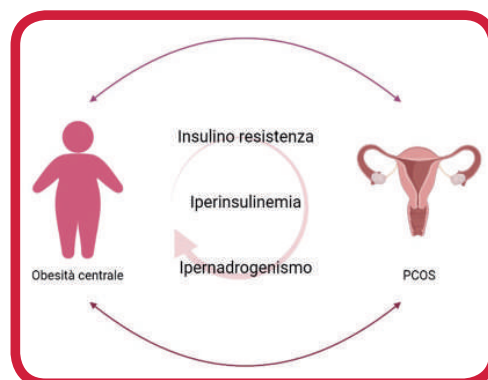 Insulino resistenza
Iperinsulinemia
Ipernadrogenismo
Obesità centrale
PCOS